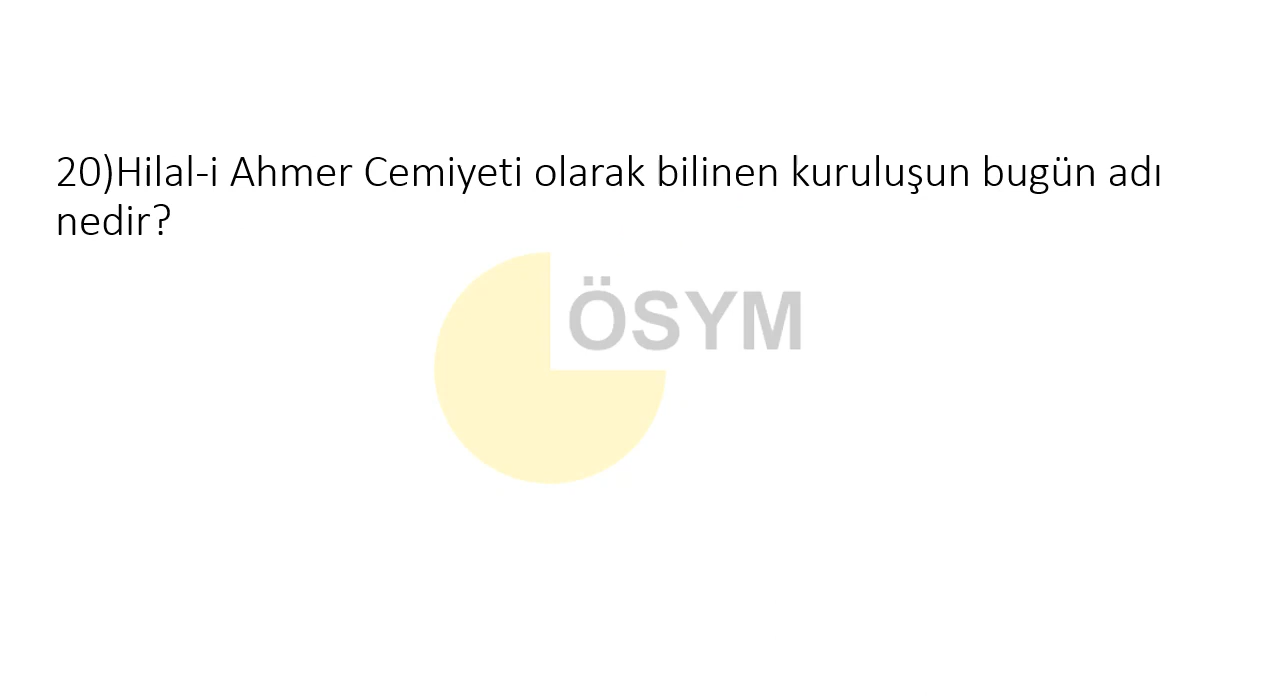 20)Hilal-i Ahmer Cemiyeti olarak bilinen kuruluşun bugün adı
nedir?
ÖSYM